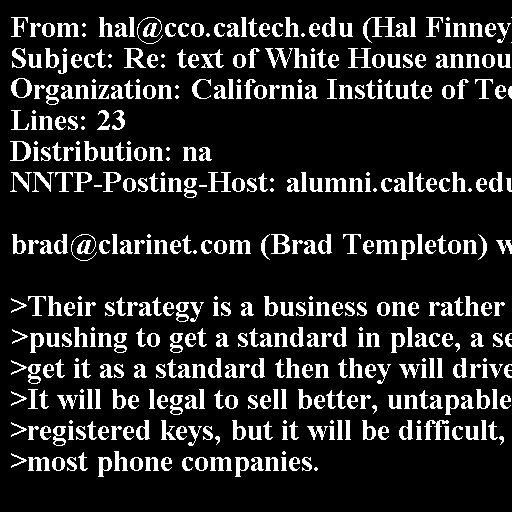 From: hal@cco.caltech.edu (Hal Finney)
Subject: Re: text of White House annou
Organization: California Institute of Tec
Lines: 23
Distribution: na
NNTP-Posting-Host: alumni.caltech.edu

brad@clarinet.com (Brad Templeton) w

>Their strategy is a business one rather
>pushing to get a standard in place, a se
>get it as a standard then they will drive
>It will be legal to sell better, untapable
>registered keys, but it will be difficult,
>most phone companies.